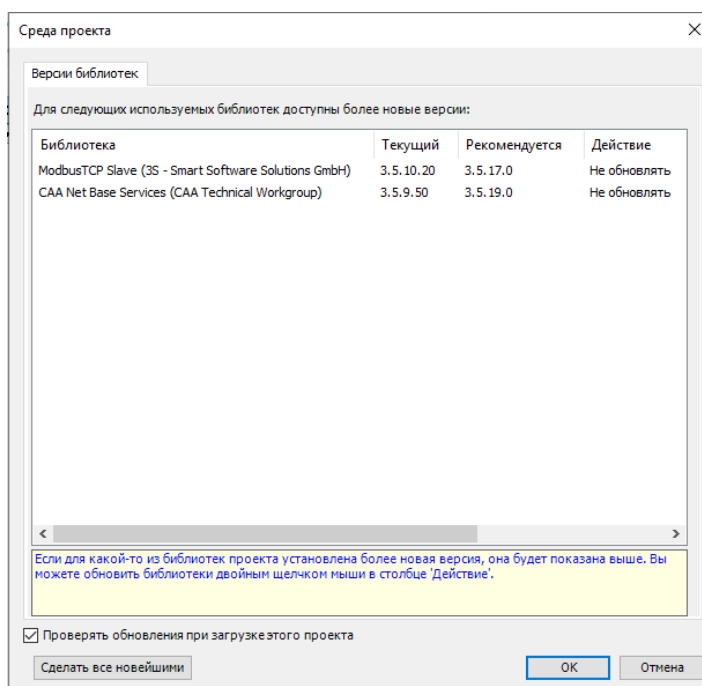 Среда проекта
Версии библиотек
Для следующих используемых библиотек доступны более новые версии:
Библиотека Текущий Рекомендуется Действие
ModbusTCP Slave (3S - Smart Software Solutions GmbH) 3.5.10.20 3.5.17.0 Не обновлять
CAA Net Base Services (CAA Technical Workgroup) 3.5.9.50 3.5.19.0 Не обновлять
Если для какой-то из библиотек проекта установлена более новая версия, она будет показана выше. Вы
можете обновить библиотеки двойным щелчком мыши в столбце 'Действие'.
Проверять обновления при загрузке этого проекта
Сделать все новейшими OK Отмена